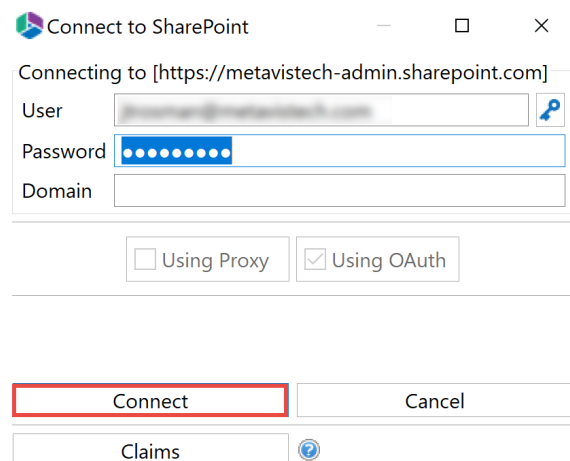 Connect to SharePoint
Connecting to [https://metavistech-admin.sharepoint.com]
User
Password ●●●●●●●●●
Domain
Using Proxy Using OAuth
Connect Cancel
Claims